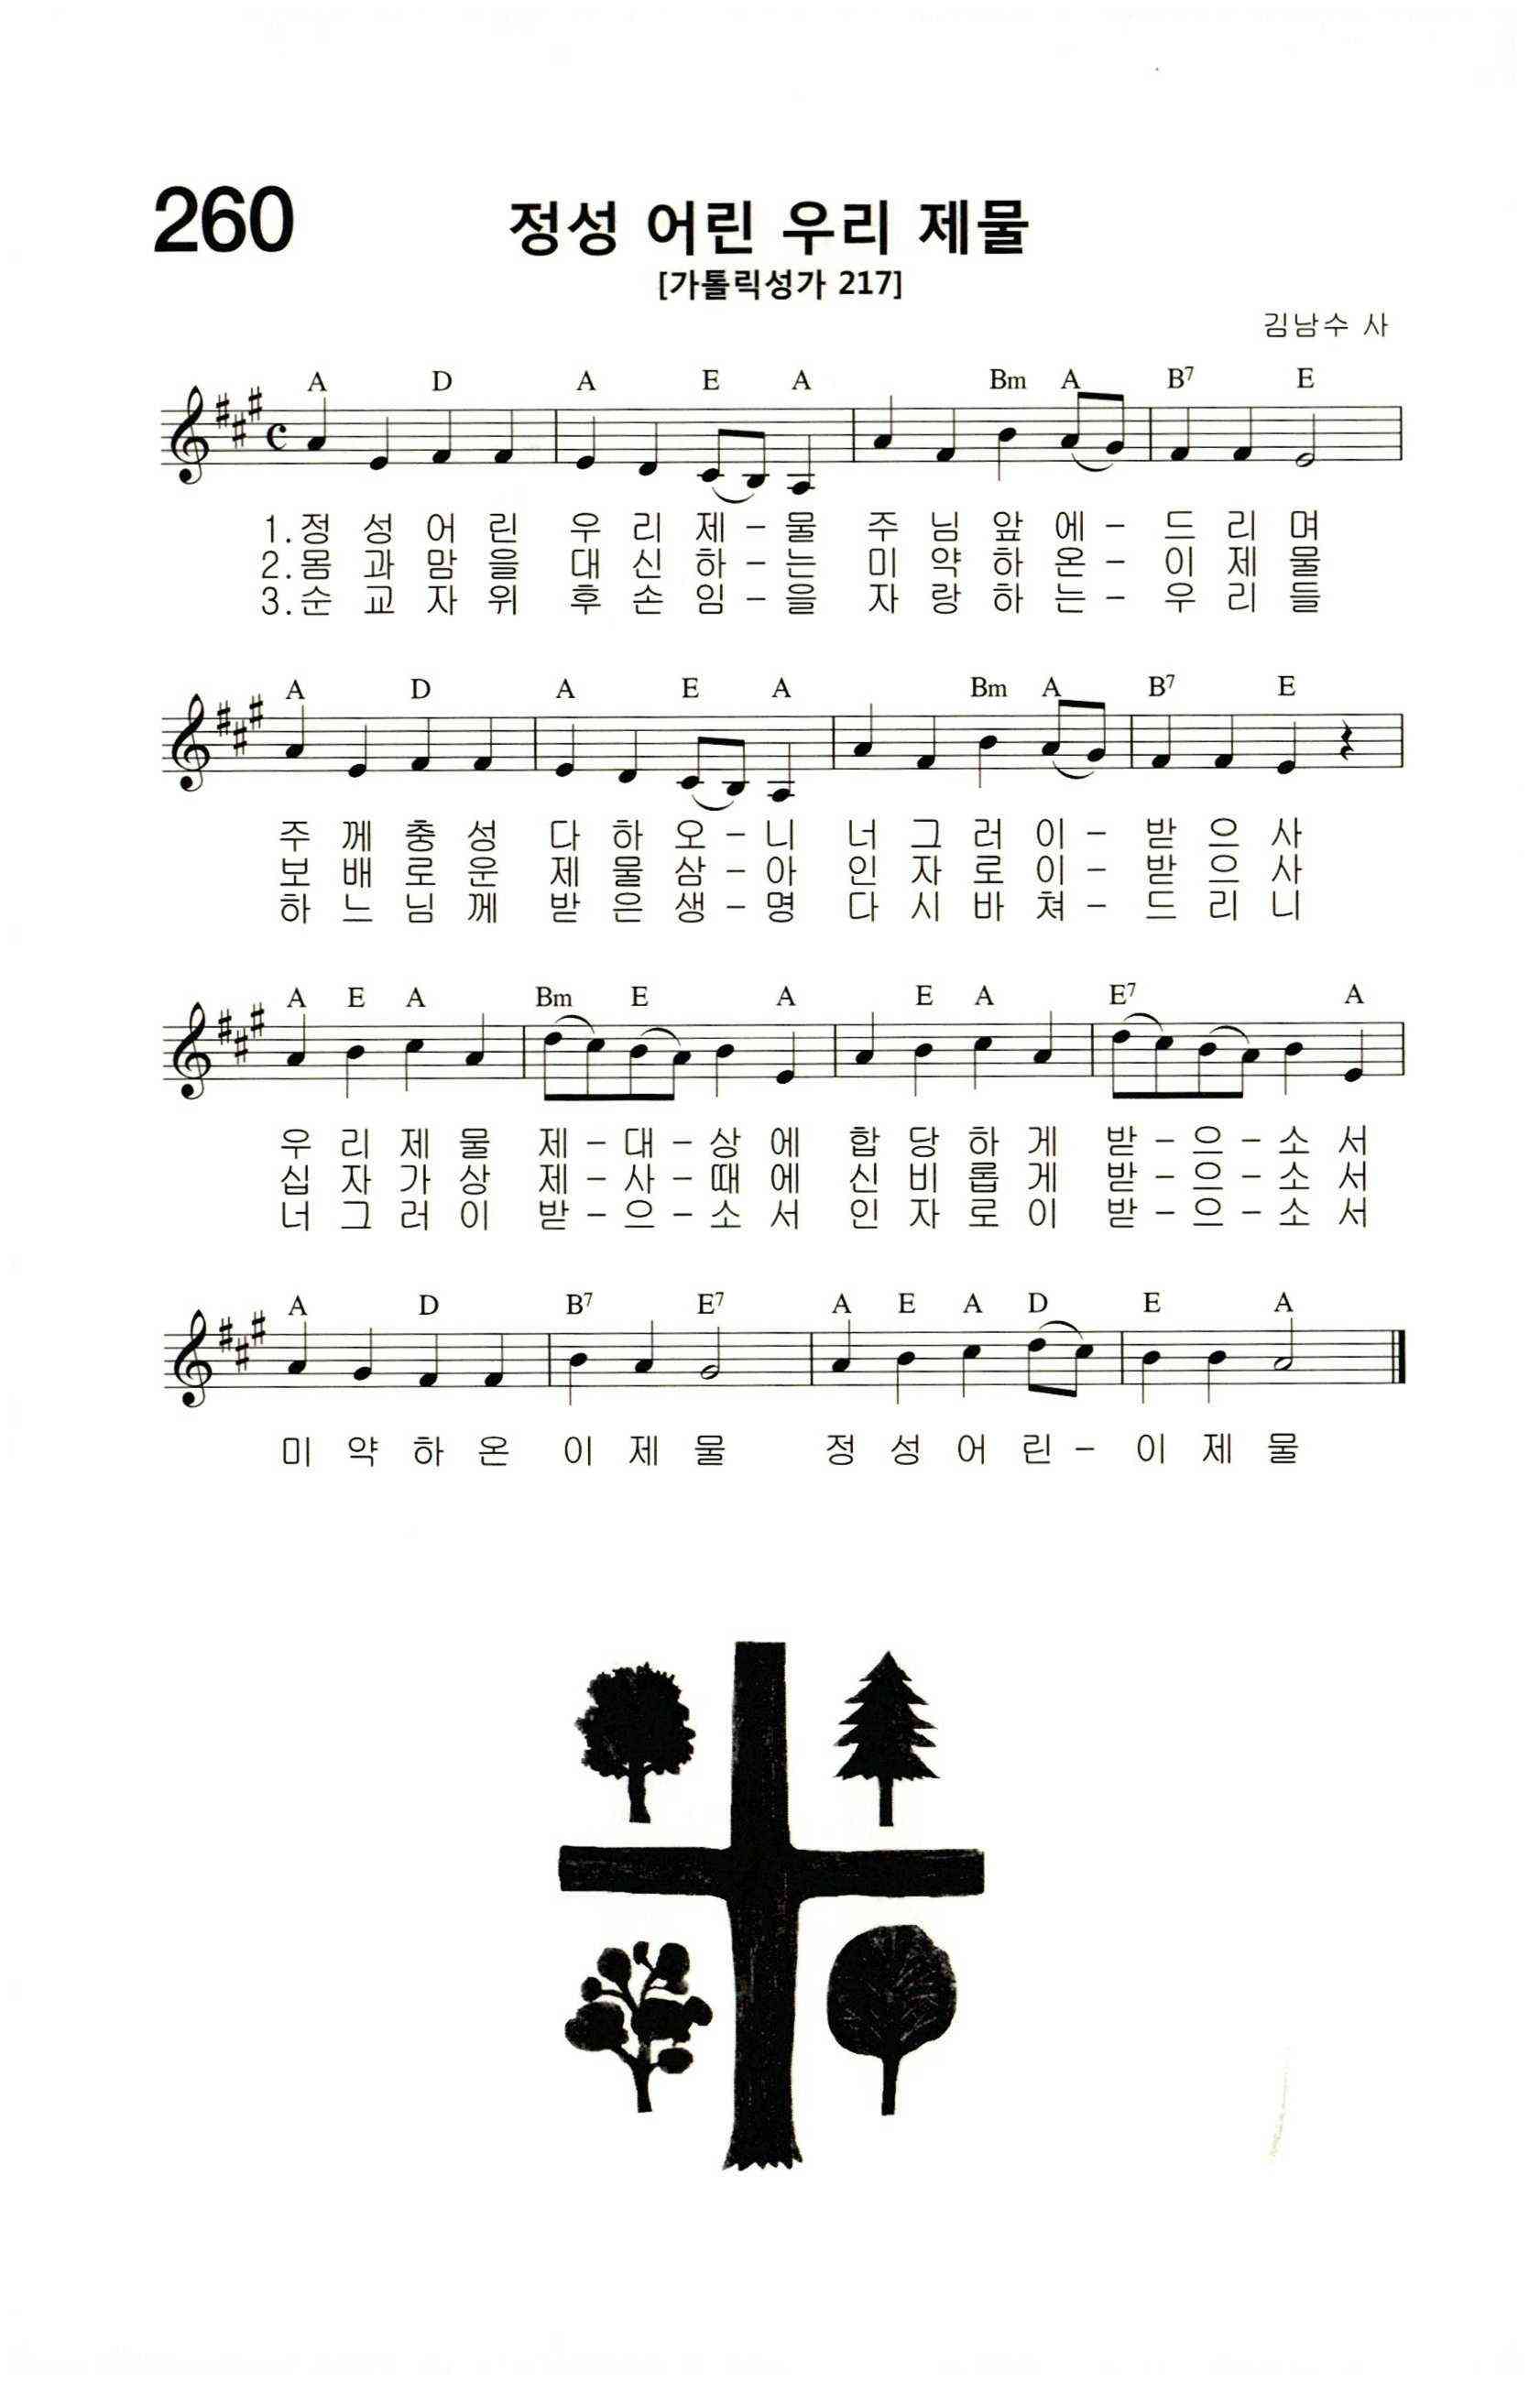 260
정성 어린 우리 제물
[가톨릭성가 217]
김남수 사
A D A E A A Bm A B7 E
1.정 성 어 린 우 리 제 - 물 주 님 앞 에 - 드 리 며
2.몸 과 맘 을 대 신 하 - 는 미 약 하 온 - 이 제 물
3.순 교 자 위 후 손 임 - 을 자 랑 하 는 - 우 리 들
A D A E A Bm A B7 E
주 께 충 성 다 하 오 - 니 너 그 러 이 - 받 으 사
보 배 로 운 제 물 삼 - 아 인 자 로 이 - 받 으 사
하 느 님 께 받 은 생 - 명 다 시 바 쳐 - 드 리 니
A E A Bm E A E A E7 A
우 리 제 물 제 - 대 - 상 에 합 당 하 게 받 - 으 - 소 서
십 자 가 상 제 - 사 - 때 에 신 비 롭 게 받 - 으 - 소 서
너 그 러 이 받 - 으 - 소 서 인 자 로 이 받 - 으 - 소 서
A D B7 E7 A E A D E A
미 약 하 온 이 제 물 정 성 어 린 - 이 제 물